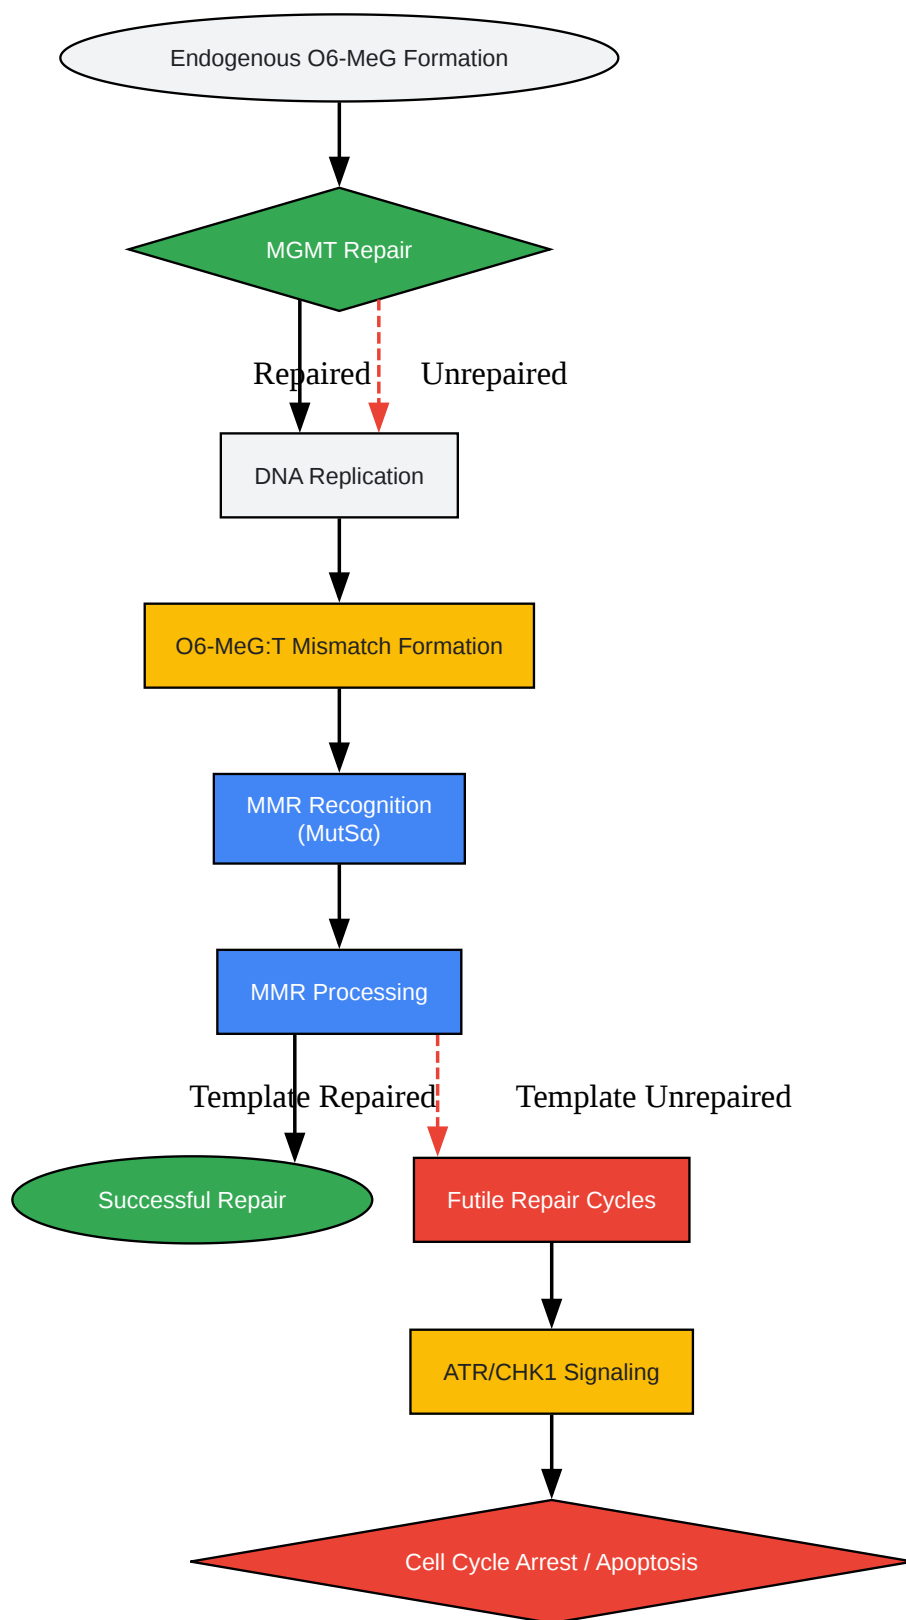 Endogenous O6-MeG Formation
MGMT Repair
Repaired
Unrepaired
DNA Replication
O6-MeG:T Mismatch Formation
MMR Recognition
(MutSα)
MMR Processing
Template Repaired
Template Unrepaired
Successful Repair
Futile Repair Cycles
ATR/CHK1 Signaling
Cell Cycle Arrest / Apoptosis